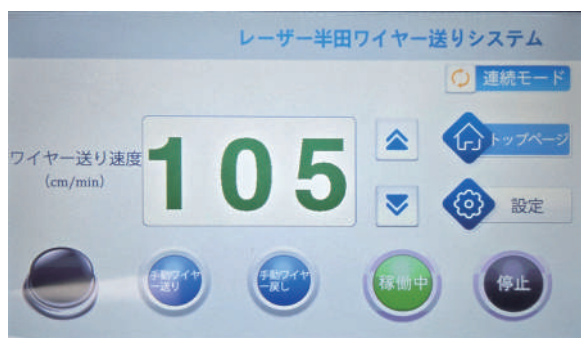 レーザー半田ワイヤー送りシステム
連続モード
ワイヤー送り速度
(cm/min)
105
トップページ
設定
手動ワイヤ
ー送り
手動ワイヤ
ー戻し
稼働中
停止